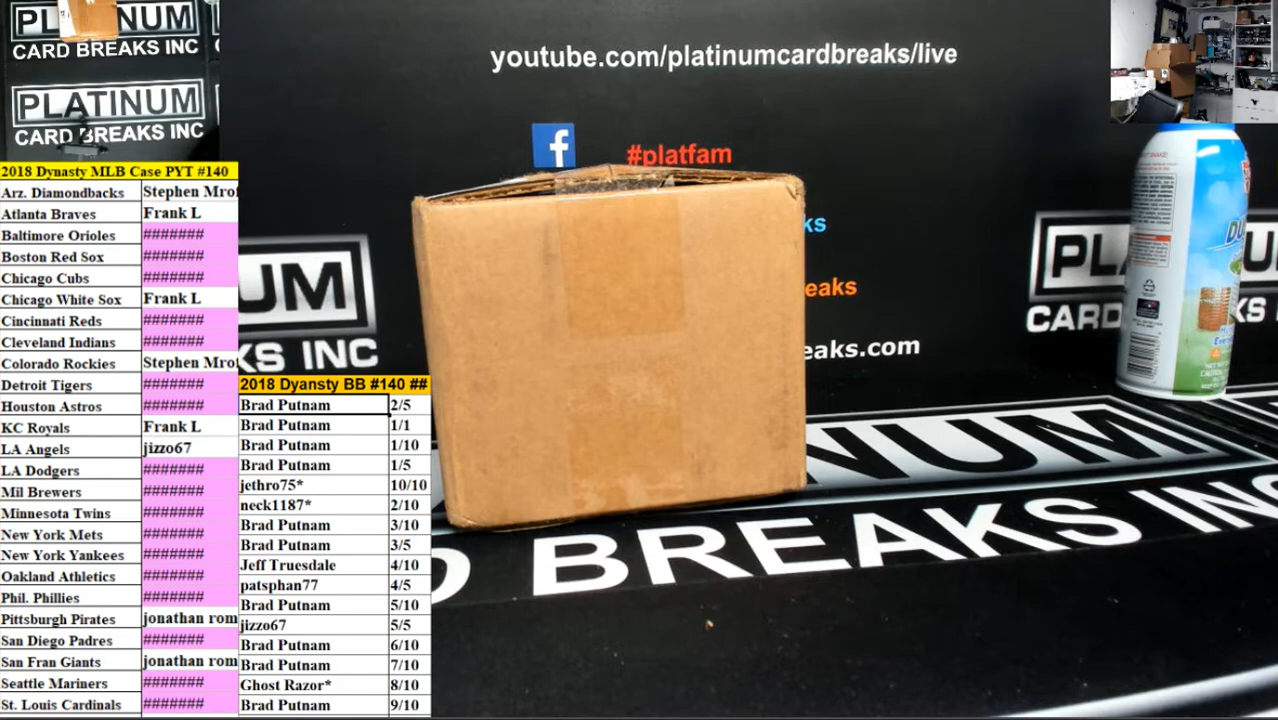 PLATINUM
CARD BREAKS INC
PLATINUM
CARD BREAKS INC
youtube.com/platinumcardbreaks/live
f
#platfam
ks
eaks
eaks.com
UM
KS INC
PLA
CARD
BRE
NUM
D BREAKS INC
2018 Dynasty MLB Case PYT #140
Arz. Diamondbacks Stephen Mrof
Atlanta Braves Frank L
Baltimore Orioles #######
Boston Red Sox #######
Chicago Cubs #######
Chicago White Sox Frank L
Cincinnati Reds #######
Cleveland Indians #######
Colorado Rockies Stephen Mrof
Detroit Tigers #######
Houston Astros #######
KC Royals Frank L
LA Angels jizzo67
LA Dodgers #######
Mil Brewers #######
Minnesota Twins #######
New York Mets #######
New York Yankees #######
Oakland Athletics #######
Phil. Phillies #######
Pittsburgh Pirates jonathan rom
San Diego Padres #######
San Fran Giants jonathan rom
Seattle Mariners #######
St. Louis Cardinals #######
2018 Dyansty BB #140 ##
Brad Putnam 2/5
Brad Putnam 1/1
Brad Putnam 1/10
Brad Putnam 1/5
jethro75* 10/10
neck1187* 2/10
Brad Putnam 3/10
Brad Putnam 3/5
Jeff Truesdale 4/10
patsphan77 4/5
Brad Putnam 5/10
jizzo67 5/5
Brad Putnam 6/10
Brad Putnam 7/10
Ghost Razor* 8/10
Brad Putnam 9/10